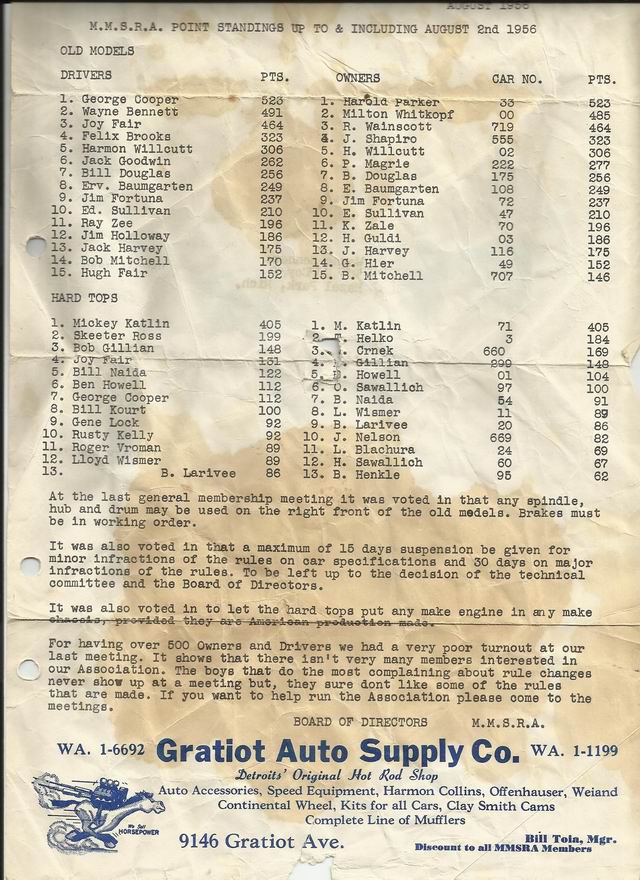 AUGUST 1956
M.M.S.R.A. POINT STANDINGS UP TO & INCLUDING AUGUST 2nd 1956
OLD MODELS
DRIVERS PTS. OWNERS CAR NO. PTS.
1. George Cooper 523 1. Harold Parker 33 523
2. Wayne Bennett 491 2. Milton Whitkopf 00 485
3. Joy Fair 464 3. R. Wainscott 719 464
4. Felix Brooks 323 4. J. Shapiro 555 323
5. Harmon Willcutt 306 5. H. Willcutt 02 306
6. Jack Goodwin 262 6. P. Magrie 222 277
7. Bill Douglas 256 7. B. Douglas 175 256
8. Erv. Baumgarten 249 8. E. Baumgarten 108 249
9. Jim Fortuna 237 9. Jim Fortuna 72 237
10. Ed. Sullivan 210 10. E. Sullivan 47 210
11. Ray Zee 196 11. K. Zale 70 196
12. Jim Holloway 186 12. H. Guldi 03 186
13. Jack Harvey 175 13. J. Harvey 116 175
14. Bob Mitchell 170 14. G. Hier 49 152
15. Hugh Fair 152 15. B. Mitchell 707 146
HARD TOPS
1. Mickey Katlin 405 1. M. Katlin 71 405
2. Skeeter Ross 199 2. Helko 3 184
3. Bob Gillian 148 3. Crnek 660 169
4. Joy Fair 131 4. Gillian 299 148
5. Bill Naida 122 5. Howell 01 104
6. Ben Howell 112 6. O. Sawallich 97 100
7. George Cooper 112 7. B. Naida 54 91
8. Bill Kourt 100 8. L. Wismer 11 89
9. Gene Lock 92 9. B. Larivee 20 86
10. Rusty Kelly 92 10. J. Nelson 669 82
11. Roger Vroman 89 11. L. Blachura 24 69
12. Lloyd Wismer 89 12. H. Sawallich 60 67
13. B. Larivee 86 13. B. Henkle 95 62
At the last general membership meeting it was voted in that any spindle,
hub and drum may be used on the right front of the old models. Brakes must
be in working order.
It was also voted in that a maximum of 15 days suspension be given for
minor infractions of the rules on car specifications and 30 days on major
infractions of the rules. To be left up to the decision of the technical
committee and the Board of Directors.
It was also voted in to let the hard tops put any make engine in any make
chassis, provided they are American production made.
For having over 500 Owners and Drivers we had a very poor turnout at our
last meeting. It shows that there isn't very many members interested in
our Association. The boys that do the most complaining about rule changes
never show up at a meeting but, they sure dont like some of the rules
that are made. If you want to help run the Association please come to the
meetings.
BOARD OF DIRECTORS M.M.S.R.A.
WA. 1-6692 Gratiot Auto Supply Co. WA. 1-1199
Detroits' Original Hot Rod Shop
Auto Accessories, Speed Equipment, Harmon Collins, Offenhauser, Weiand
Continental Wheel, Kits for all Cars, Clay Smith Cams
Complete Line of Mufflers
We Sell
HORSEPOWER
9146 Gratiot Ave.
Bill Toia, Mgr.
Discount to all MMSRA Members